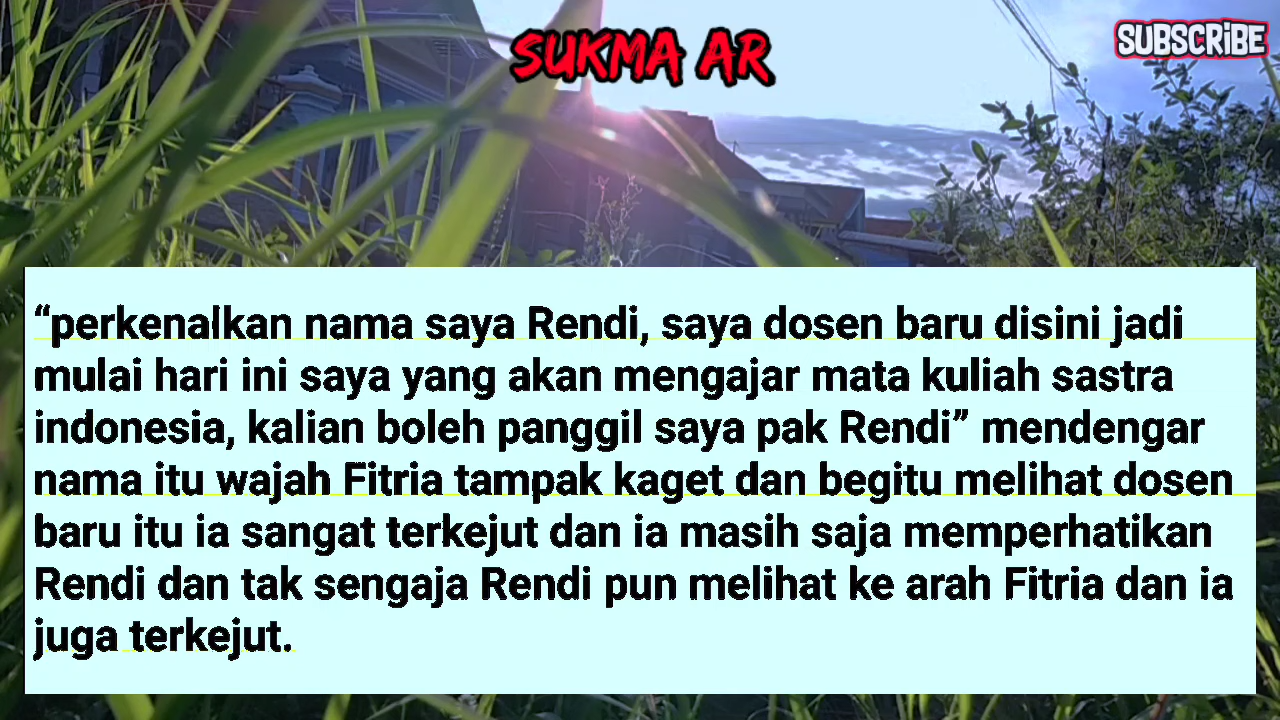 SUKMA AR
SUBSCRiBE
“perkenalkan nama saya Rendi, saya dosen baru disini jadi
mulai hari ini saya yang akan mengajar mata kuliah sastra
indonesia, kalian boleh panggil saya pak Rendi” mendengar
nama itu wajah Fitria tampak kaget dan begitu melihat dosen
baru itu ia sangat terkejut dan ia masih saja memperhatikan
Rendi dan tak sengaja Rendi pun melihat ke arah Fitria dan ia
juga terkejut.